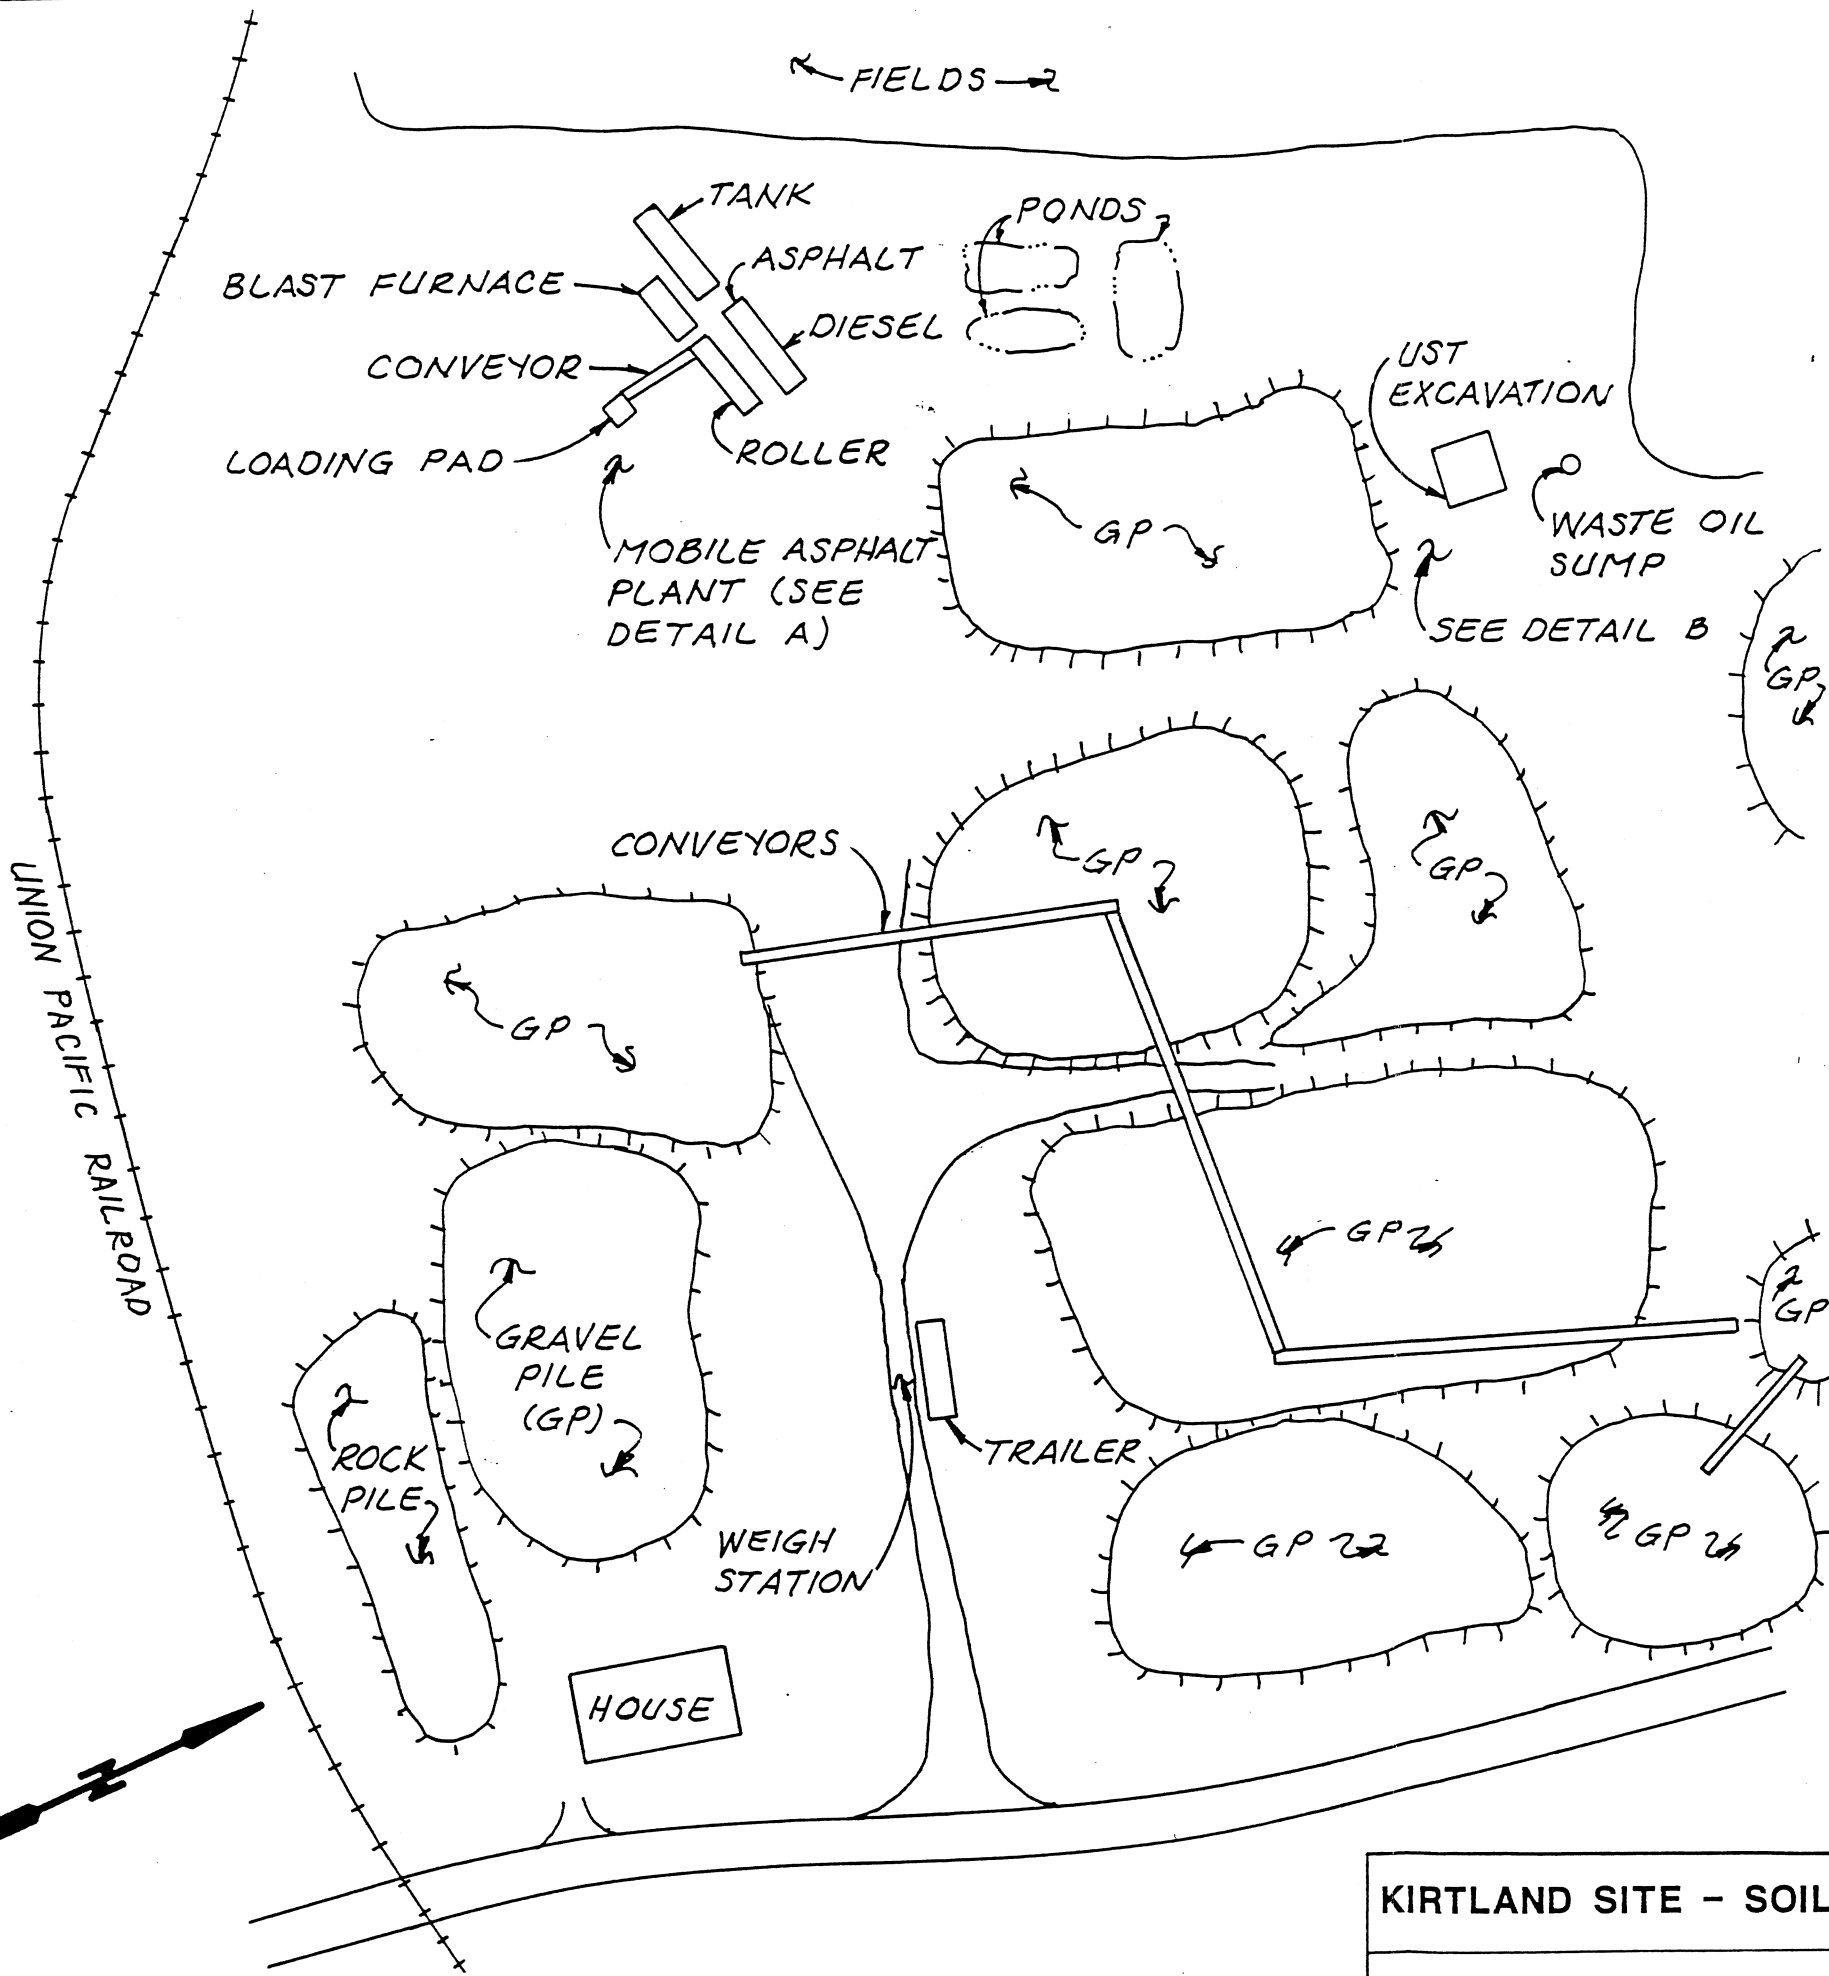 FIELDS
TANK
PONDS
ASPHALT
BLAST FURNACE
DIESEL
CONVEYOR
UST
EXCAVATION
LOADING PAD
ROLLER
GP
WASTE OIL
SUMP
MOBILE ASPHALT
PLANT (SEE
DETAIL A)
SEE DETAIL B
GP
CONVEYORS
GP
GP
UNION PACIFIC RAILROAD
GP
GP
GP
GRAVEL
PILE
(GP)
ROCK
PILE
TRAILER
WEIGH
STATION
GP
GP
HOUSE
N
KIRTLAND SITE - SOIL